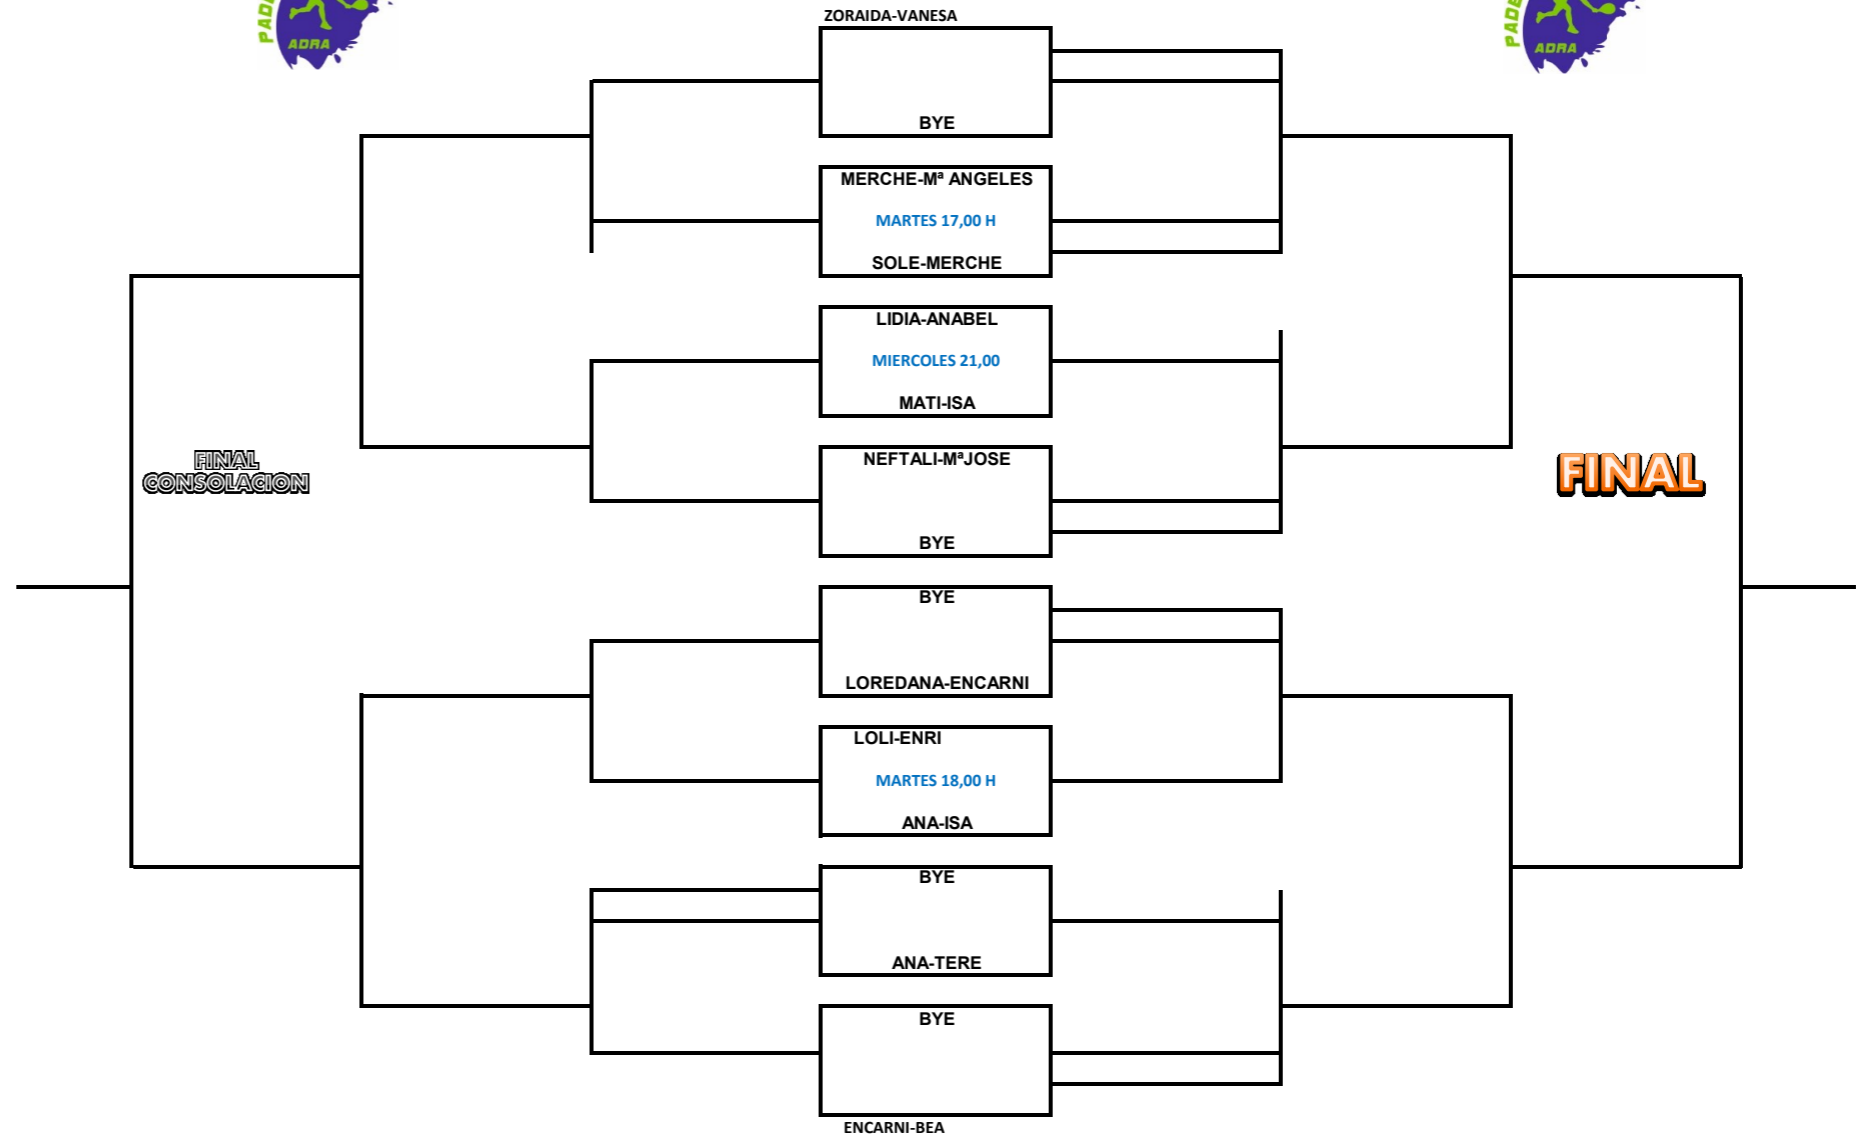 ADRA
ADRA
ZORAIDA-VANESA
BYE
MERCHE-Mª ANGELES
MARTES 17,00 H
SOLE-MERCHE
LIDIA-ANABEL
MIERCOLES 21,00
MATI-ISA
FINAL
CONSOLACION
NEFTALI-MªJOSE
FINAL
BYE
BYE
LOREDANA-ENCARNI
LOLI-ENRI
MARTES 18,00 H
ANA-ISA
BYE
ANA-TERE
BYE
ENCARNI-BEA